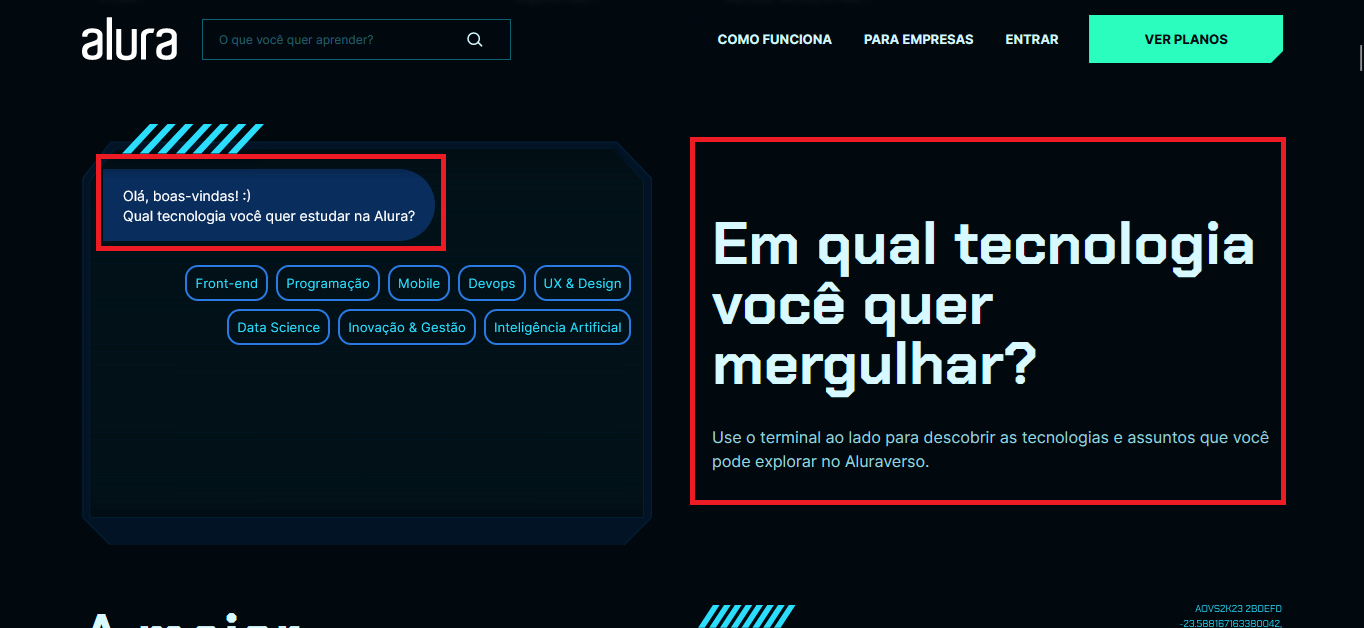 alura
O que você quer aprender?
COMO FUNCIONA
PARA EMPRESAS
ENTRAR
VER PLANOS
Olá, boas-vindas! :)
Qual tecnologia você quer estudar na Alura?
Front-end
Programação
Mobile
Devops
UX & Design
Data Science
Inovação & Gestão
Inteligência Artificial
Em qual tecnologia
você quer
mergulhar?
Use o terminal ao lado para descobrir as tecnologias e assuntos que você
pode explorar no Aluraverso.
A maior
AOVS2K23 2BDEFD
-23.588167163380042,